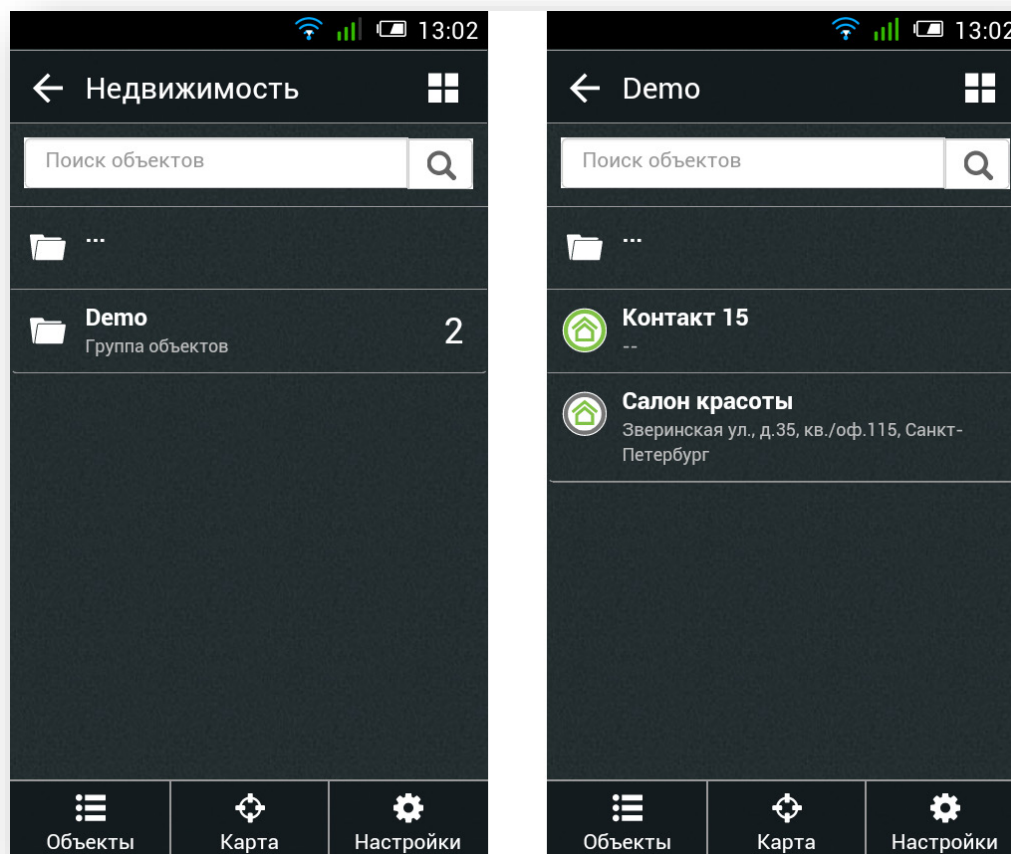 13:02
Недвижимость
Поиск объектов
...
Demo
Группа объектов
2
Объекты
Карта
Настройки
13:02
Demo
Поиск объектов
...
Контакт 15
--
Салон красоты
Зверинская ул., д.35, кв./оф.115, Санкт-
Петербург
Объекты
Карта
Настройки